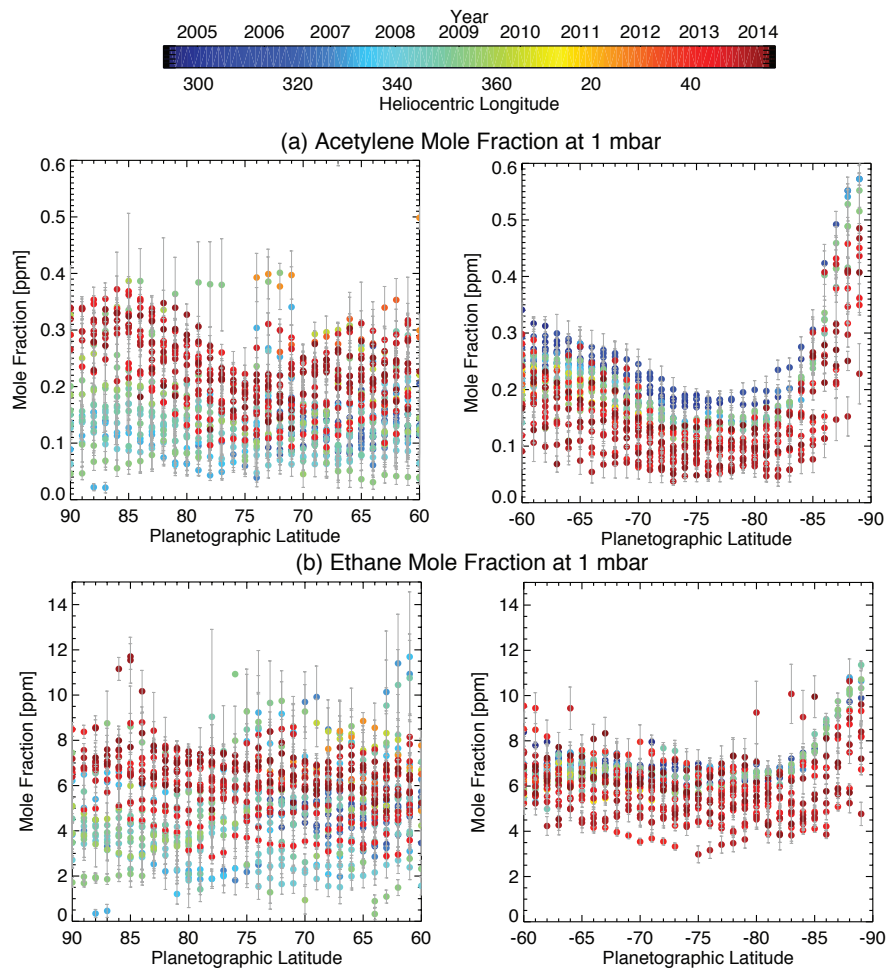 Year
2005 2006 2007 2008 2009 2010 2011 2012 2013 2014
300 320 340 360 20 40
Heliocentric Longitude
(a) Acetylene Mole Fraction at 1 mbar
Mole Fraction [ppm]
0.6
0.5
0.4
0.3
0.2
0.1
0.0
90 85 80 75 70 65 60
Planetographic Latitude
Mole Fraction [ppm]
0.6
0.5
0.4
0.3
0.2
0.1
0.0
-60 -65 -70 -75 -80 -85 -90
Planetographic Latitude
(b) Ethane Mole Fraction at 1 mbar
Mole Fraction [ppm]
14
12
10
8
6
4
2
0
90 85 80 75 70 65 60
Planetographic Latitude
Mole Fraction [ppm]
14
12
10
8
6
4
2
0
-60 -65 -70 -75 -80 -85 -90
Planetographic Latitude